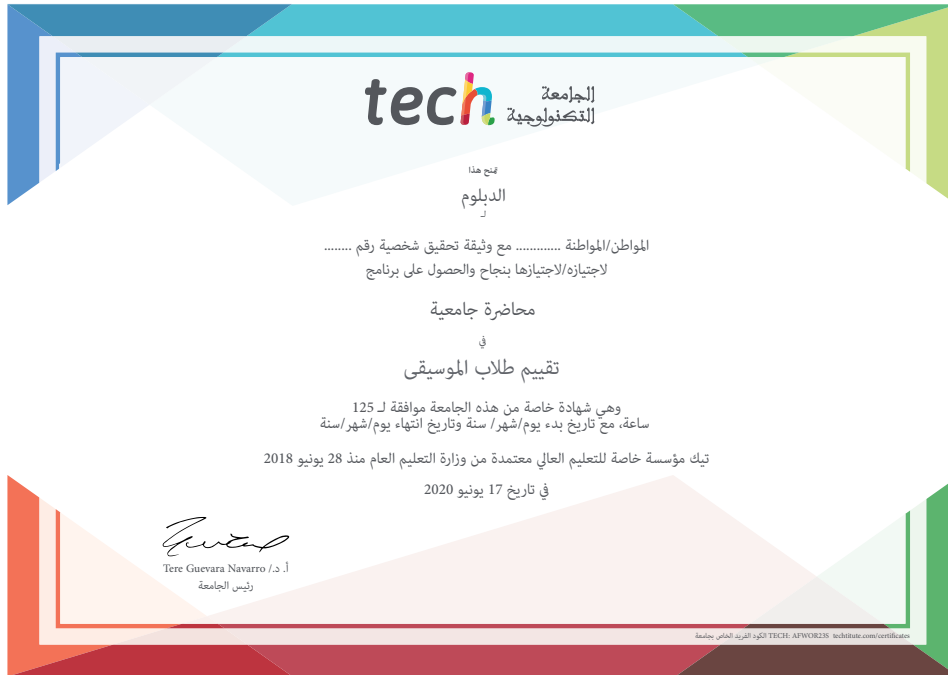 tech الجامعة
التكنولوجية
تمنح هذا
الدبلوم
لـ
المواطن/المواطنة ............. مع وثيقة تحقيق شخصية رقم ........
لاجتيازه/لاجتيازها بنجاح والحصول على برنامج
محاضرة جامعية
في
تقييم طلاب الموسيقى
وهي شهادة خاصة من هذه الجامعة موافقة لـ 125
ساعة، مع تاريخ بدء يوم/شهر/ سنة وتاريخ انتهاء يوم/شهر/سنة
تيك مؤسسة خاصة للتعليم العالي معتمدة من وزارة التعليم العام منذ 28 يونيو 2018
في تاريخ 17 يونيو 2020
أ. د./ Tere Guevara Navarro
رئيس الجامعة
الكود الفريد الخاص بجامعة TECH: AFWOR23S techtitute.com/certificates